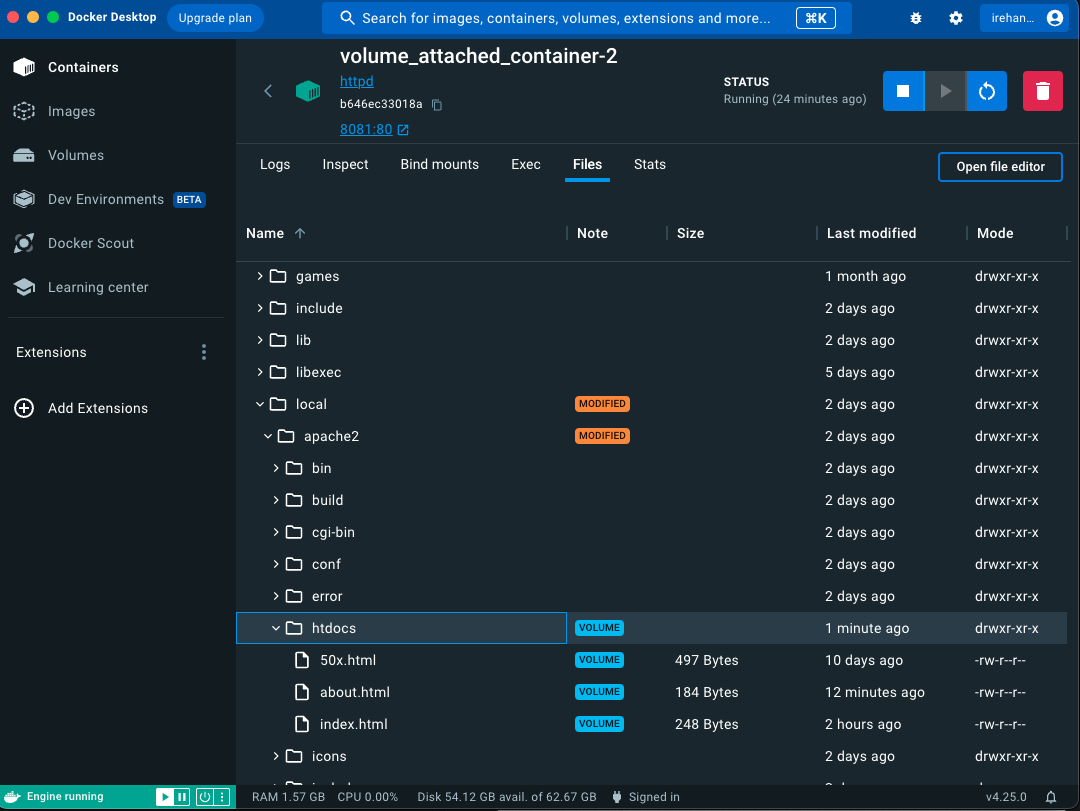 Docker Desktop Upgrade plan Search for images, containers, volumes, extensions and more... ⌘K irehan...
Containers
Images
Volumes
Dev Environments BETA
Docker Scout
Learning center
Extensions
Add Extensions
volume_attached_container-2
httpd
b646ec33018a
8081:80
STATUS
Running (24 minutes ago)
Logs Inspect Bind mounts Exec Files Stats Open file editor
Name Note Size Last modified Mode
games 1 month ago drwxr-xr-x
include 2 days ago drwxr-xr-x
lib 2 days ago drwxr-xr-x
libexec 5 days ago drwxr-xr-x
local MODIFIED 2 days ago drwxr-xr-x
apache2 MODIFIED 2 days ago drwxr-xr-x
bin 2 days ago drwxr-xr-x
build 2 days ago drwxr-xr-x
cgi-bin 2 days ago drwxr-xr-x
conf 2 days ago drwxr-xr-x
error 2 days ago drwxr-xr-x
htdocs VOLUME 1 minute ago drwxr-xr-x
50x.html VOLUME 497 Bytes 10 days ago -rw-r--r--
about.html VOLUME 184 Bytes 12 minutes ago -rw-r--r--
index.html VOLUME 248 Bytes 2 hours ago -rw-r--r--
icons 2 days ago drwxr-xr-x
Engine running RAM 1.57 GB CPU 0.00% Disk 54.12 GB avail. of 62.67 GB Signed in v4.25.0